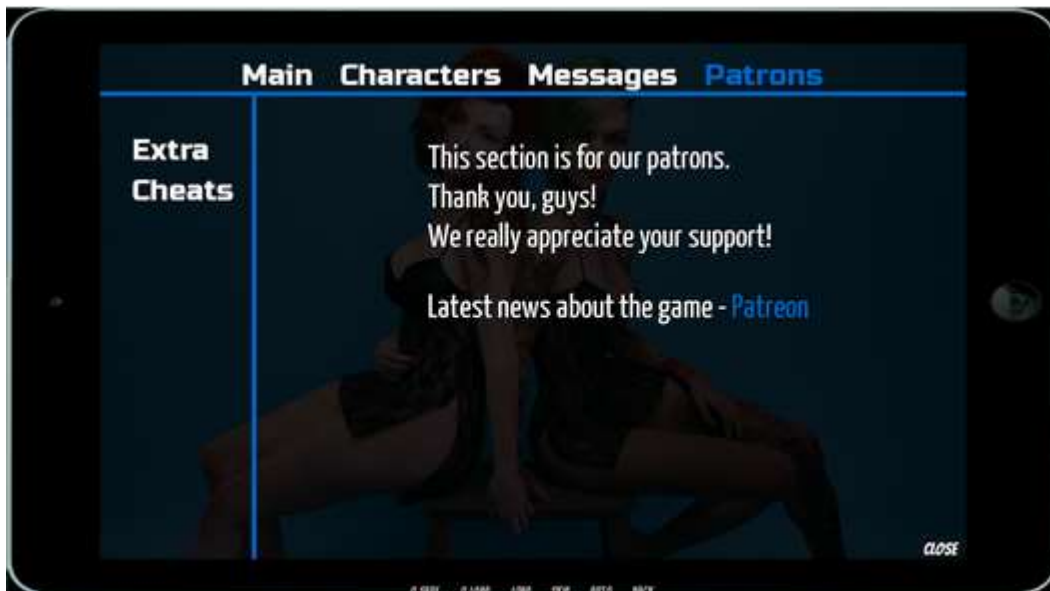 Main Characters Messages Patrons
Extra
Cheats
This section is for our patrons.
Thank you, guys!
We really appreciate your support!
Latest news about the game - Patreon
CLOSE